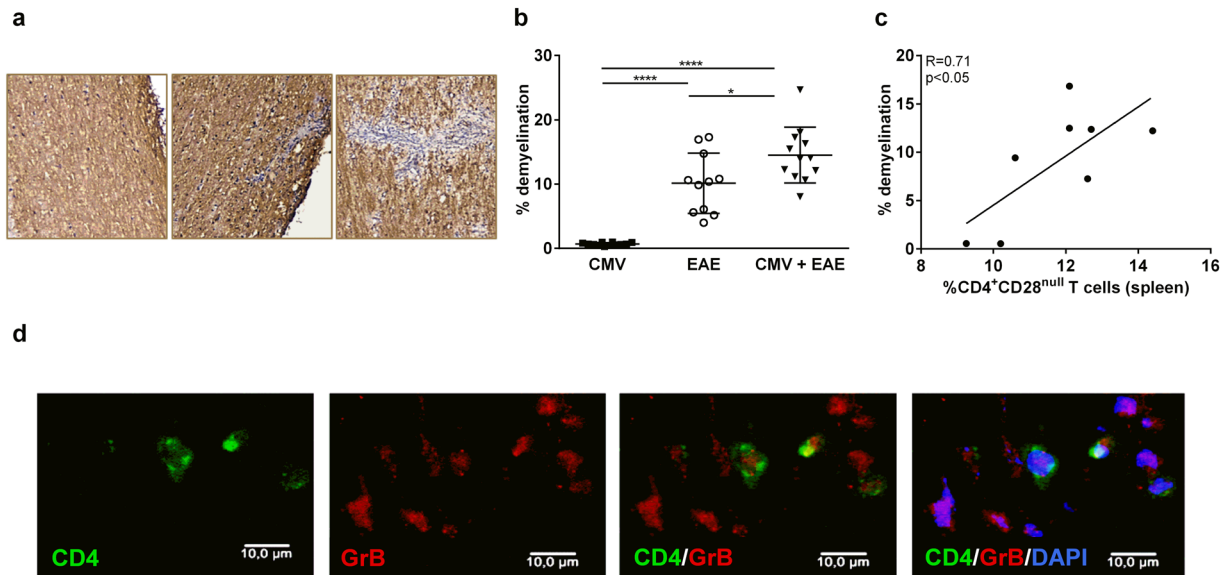 a
b
30
20
10
0
% demyelination
****
****
*
CMV
EAE
CMV + EAE
c
20
15
10
5
0
% demyelination
R=0.71
p<0.05
8
10
12
14
16
%CD4+CD28null T cells (spleen)
d
CD4
10,0 µm
GrB
10,0 µm
CD4/GrB
10,0 µm
CD4/GrB/DAPI
10,0 µm